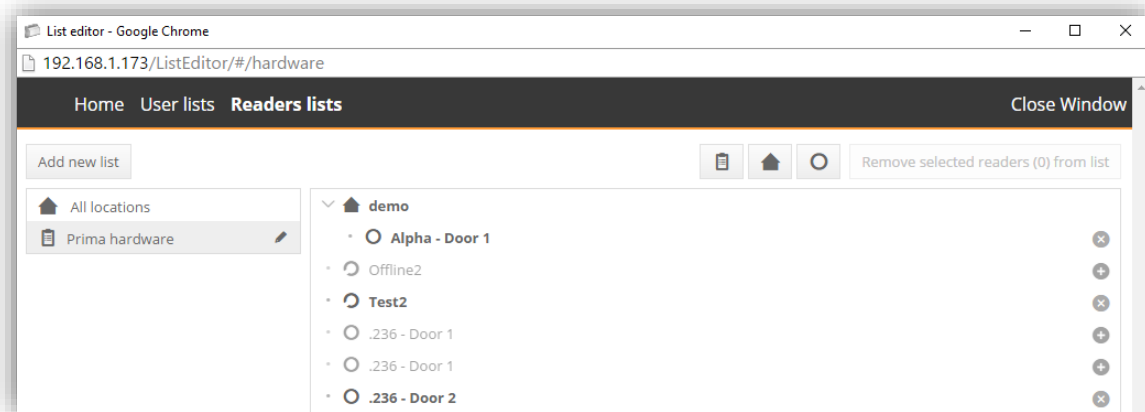 List editor - Google Chrome
192.168.1.173/ListEditor/#/hardware
Home User lists Readers lists Close Window
Add new list Remove selected readers (0) from list
All locations
Prima hardware
demo
Alpha - Door 1
Offline2
Test2
.236 - Door 1
.236 - Door 1
.236 - Door 2